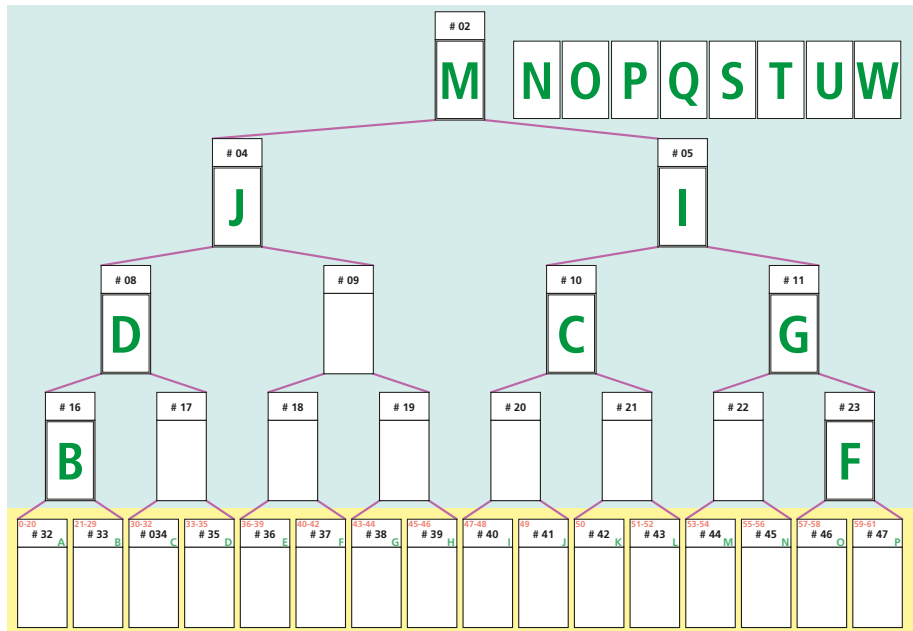 # 02
M N O P Q S T U W
# 04 # 05
J I
# 08 # 09 # 10 # 11
D C G
# 16 # 17 # 18 # 19 # 20 # 21 # 22 # 23
B F
0-20 21-29 30-32 33-35 36-39 40-42 43-44 45-46 47-48 49 50 51-52 53-54 55-56 57-58 59-61
# 32 # 33 # 034 # 35 # 36 # 37 # 38 # 39 # 40 # 41 # 42 # 43 # 44 # 45 # 46 # 47
A B C D E F G H I J K L M N O P